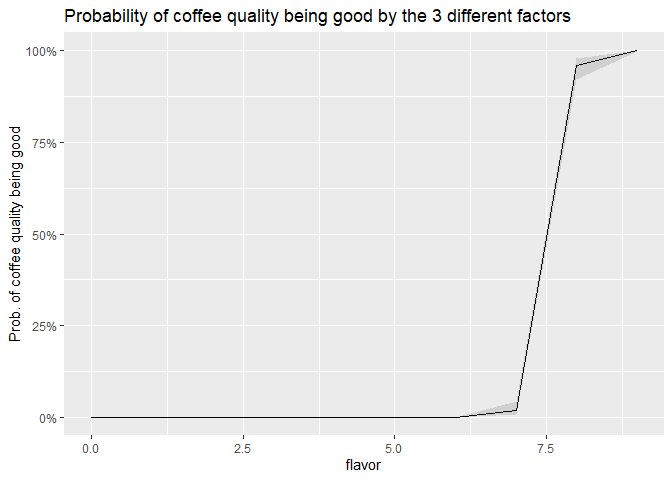 Probability of coffee quality being good by the 3 different factors
100%
75%
50%
25%
0%
Prob. of coffee quality being good
0.0 2.5 5.0 7.5
flavor